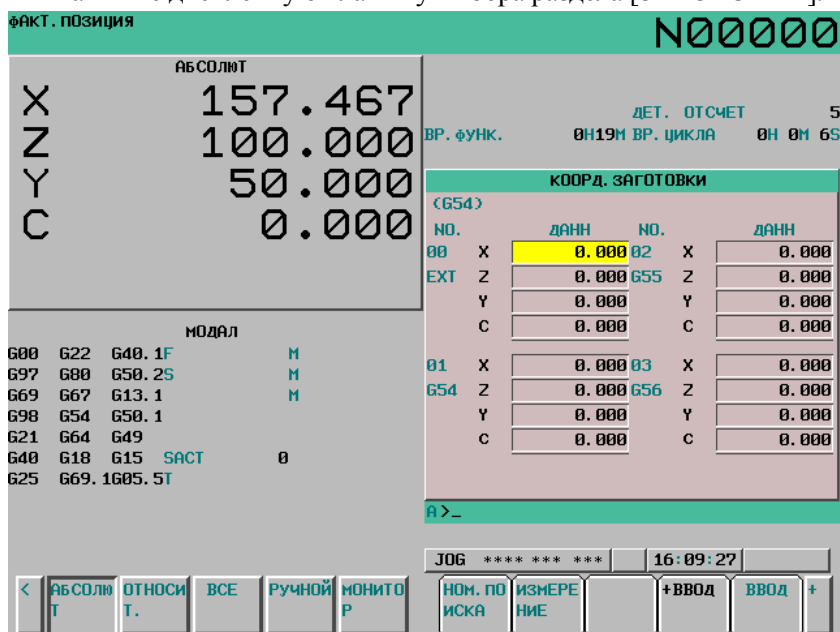 ФАКТ. ПОЗИЦИЯ
N00000
АБСОЛЮТ
X 157.467
Z 100.000
Y 50.000
C 0.000
ДЕТ. ОТСЧЕТ 5
ВР. ФУНК. 0H19M ВР. ЦИКЛА 0H 0M 6S
КООРД. ЗАГОТОВКИ
(G54)
NO. ДАНН NO. ДАНН
00 X 0.000 02 X 0.000
EXT Z 0.000 G55 Z 0.000
Y 0.000 Y 0.000
C 0.000 C 0.000
01 X 0.000 03 X 0.000
G54 Z 0.000 G56 Z 0.000
Y 0.000 Y 0.000
C 0.000 C 0.000
МОДАЛ
G00 G22 G40.1 F M
G97 G80 G50.2 S M
G69 G67 G13.1 M
G98 G54 G50.1
G21 G64 G49
G40 G18 G15 SACT 0
G25 G69.1 G05.5 T
A>_
JOG **** *** *** 16:09:27
< АБСОЛЮТ ОТНОСИТ. ВСЕ РУЧНОЙ МОНИТОР НОМ. ПОИСКА ИЗМЕРЕНИЕ +ВВОД ВВОД +